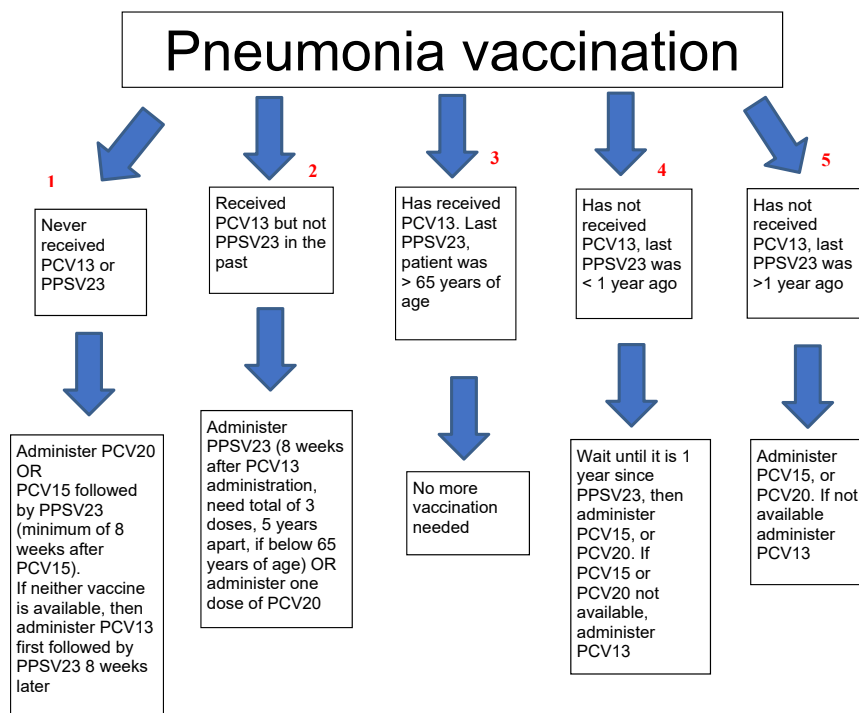 Pneumonia vaccination
1
Never
received
PCV13 or
PPSV23
Administer PCV20
OR
PCV15 followed
by PPSV23
(minimum of 8
weeks after
PCV15).
If neither vaccine
is available, then
administer PCV13
first followed by
PPSV23 8 weeks
later
2
Received
PCV13 but not
PPSV23 in the
past
Administer
PPSV23 (8 weeks
after PCV13
administration,
need total of 3
doses, 5 years
apart, if below 65
years of age) OR
administer one
dose of PCV20
3
Has received
PCV13. Last
PPSV23,
patient was
> 65 years of
age
No more
vaccination
needed
4
Has not
received
PCV13, last
PPSV23 was
< 1 year ago
Wait until it is 1
year since
PPSV23, then
administer
PCV15, or
PCV20. If
PCV15 or
PCV20 not
available,
administer
PCV13
5
Has not
received
PCV13, last
PPSV23 was
>1 year ago
Administer
PCV15, or
PCV20. If not
available
administer
PCV13